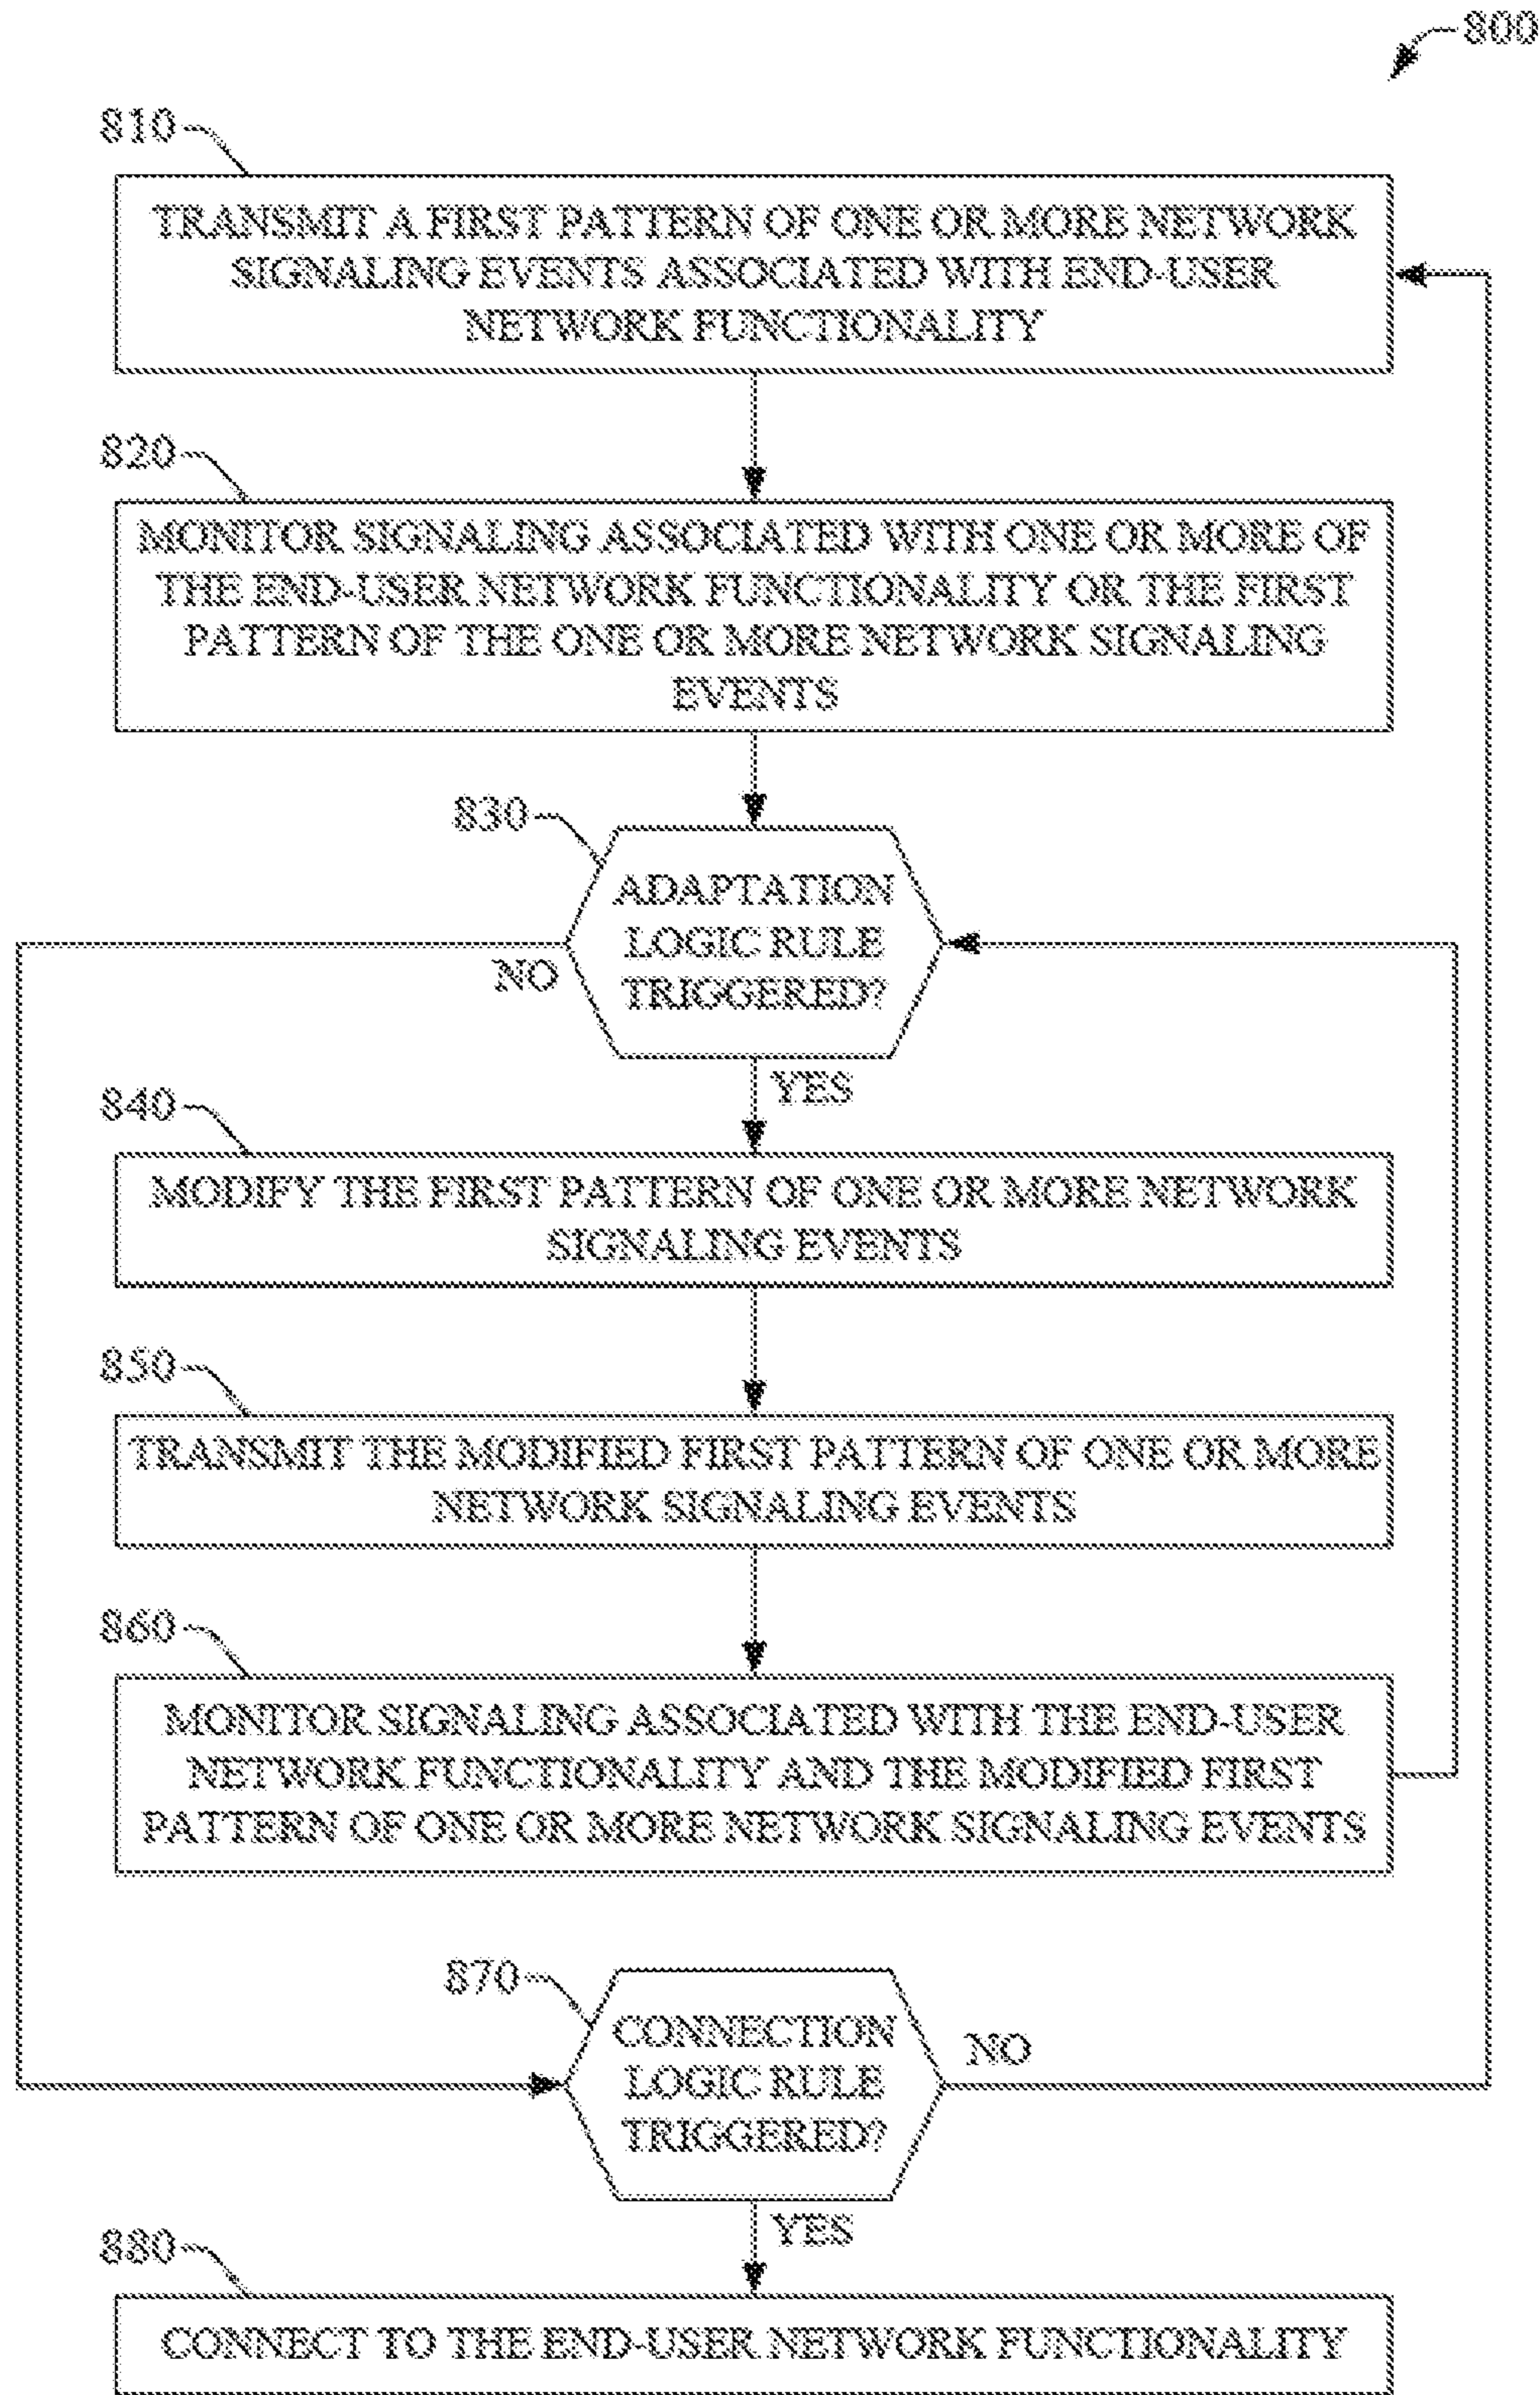 800
810
TRANSMIT A FIRST PATTERN OF ONE OR MORE NETWORK
SIGNALING EVENTS ASSOCIATED WITH END-USER
NETWORK FUNCTIONALITY
820
MONITOR SIGNALING ASSOCIATED WITH ONE OR MORE OF
THE END-USER NETWORK FUNCTIONALITY OR THE FIRST
PATTERN OF THE ONE OR MORE NETWORK SIGNALING
EVENTS
830
ADAPTATION
LOGIC RULE
TRIGGERED?
NO
YES
840
MODIFY THE FIRST PATTERN OF ONE OR MORE NETWORK
SIGNALING EVENTS
850
TRANSMIT THE MODIFIED FIRST PATTERN OF ONE OR MORE
NETWORK SIGNALING EVENTS
860
MONITOR SIGNALING ASSOCIATED WITH THE END-USER
NETWORK FUNCTIONALITY AND THE MODIFIED FIRST
PATTERN OF ONE OR MORE NETWORK SIGNALING EVENTS
870
CONNECTION
LOGIC RULE
TRIGGERED?
NO
YES
880
CONNECT TO THE END-USER NETWORK FUNCTIONALITY